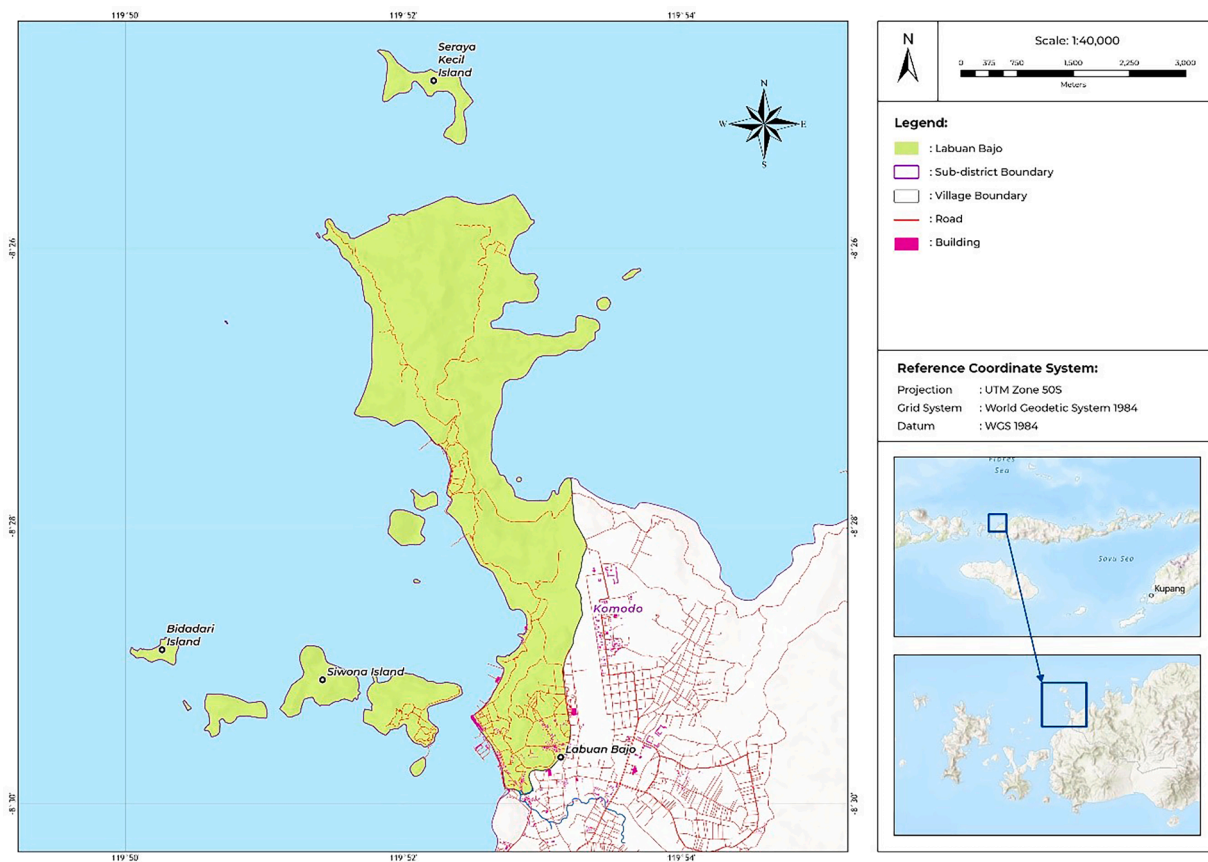 119°50'
119°52'
119°54'
Seraya
Kecil
Island
N
W
E
S
-8°26'
-8°26'
-8°28'
-8°28'
Komodo
Bidadari
Island
Siwona Island
Labuan Bajo
-8°30'
-8°30'
119°50'
119°52'
119°54'
N
Scale: 1:40,000
0 375 750 1,500 2,250 3,000
Meters
Legend:
: Labuan Bajo
: Sub-district Boundary
: Village Boundary
: Road
: Building
Reference Coordinate System:
Projection : UTM Zone 50S
Grid System : World Geodetic System 1984
Datum : WGS 1984
Flores
Sea
Savu Sea
Kupang